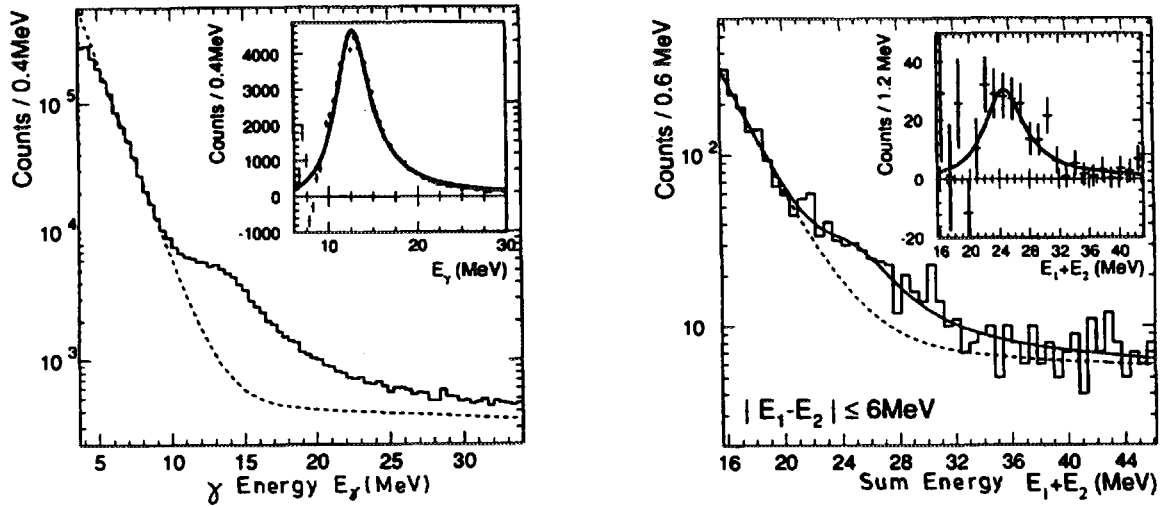 Counts / 0.4MeV
10^5
10^4
10^3
5 10 15 20 25 30
γ Energy E_γ (MeV)
Counts / 0.4MeV
4000
3000
2000
1000
0
-1000
10 20 30
E_γ (MeV)
Counts / 0.6 MeV
10^2
10
16 20 24 28 32 36 40 44
Sum Energy E_1+E_2 (MeV)
| E_1-E_2 | ≤ 6MeV
Counts / 1.2 MeV
40
20
0
-20
16 20 24 28 32 36 40
E_1+E_2 (MeV)